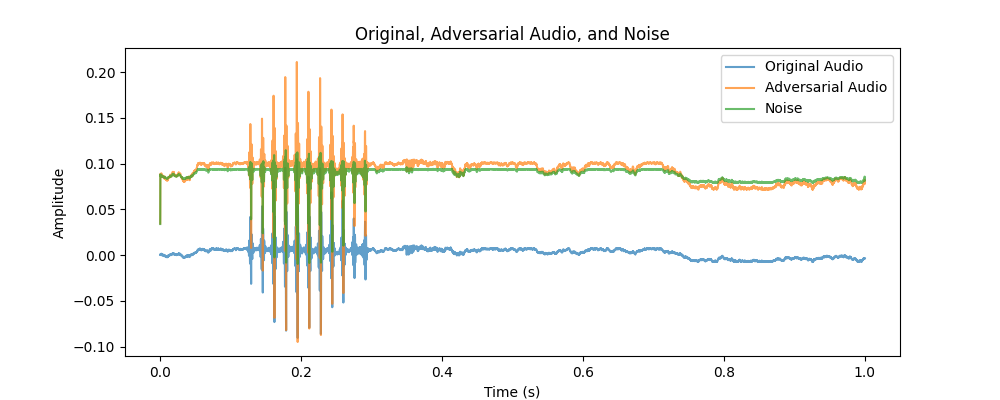 Original, Adversarial Audio, and Noise
Original Audio
Adversarial Audio
Noise
Amplitude
0.20
0.15
0.10
0.05
0.00
−0.05
−0.10
0.0
0.2
0.4
0.6
0.8
1.0
Time (s)